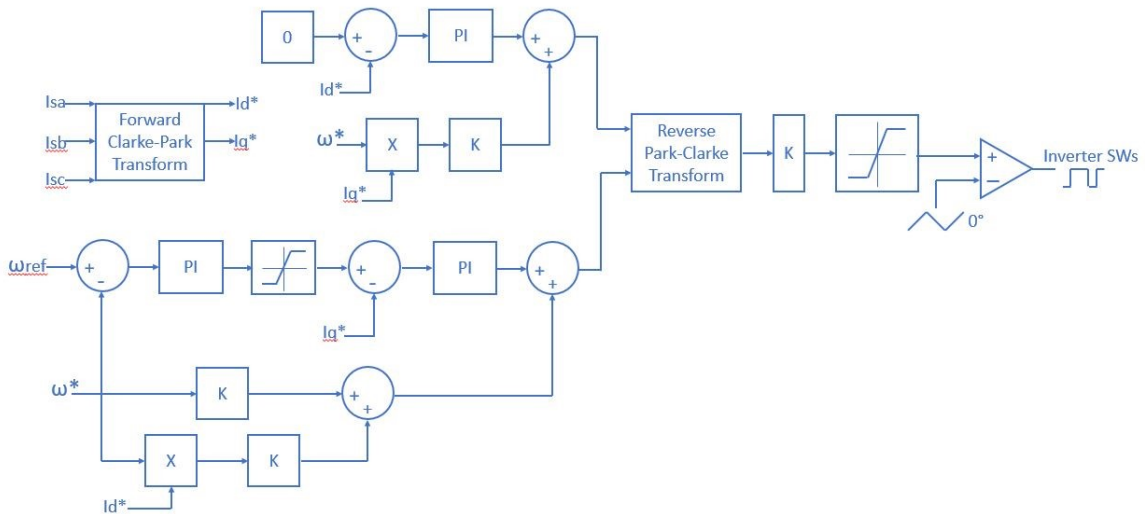 0
+
-
PI
+
+
Id*
Isa
Isb
Isc
Forward
Clarke-Park
Transform
Id*
Iq*
ω*
X
K
Iq*
Reverse
Park-Clarke
Transform
K
+
−
Inverter SWs
0°
ωref
+
-
PI
+
-
PI
+
+
Iq*
ω*
K
+
+
X
K
Id*